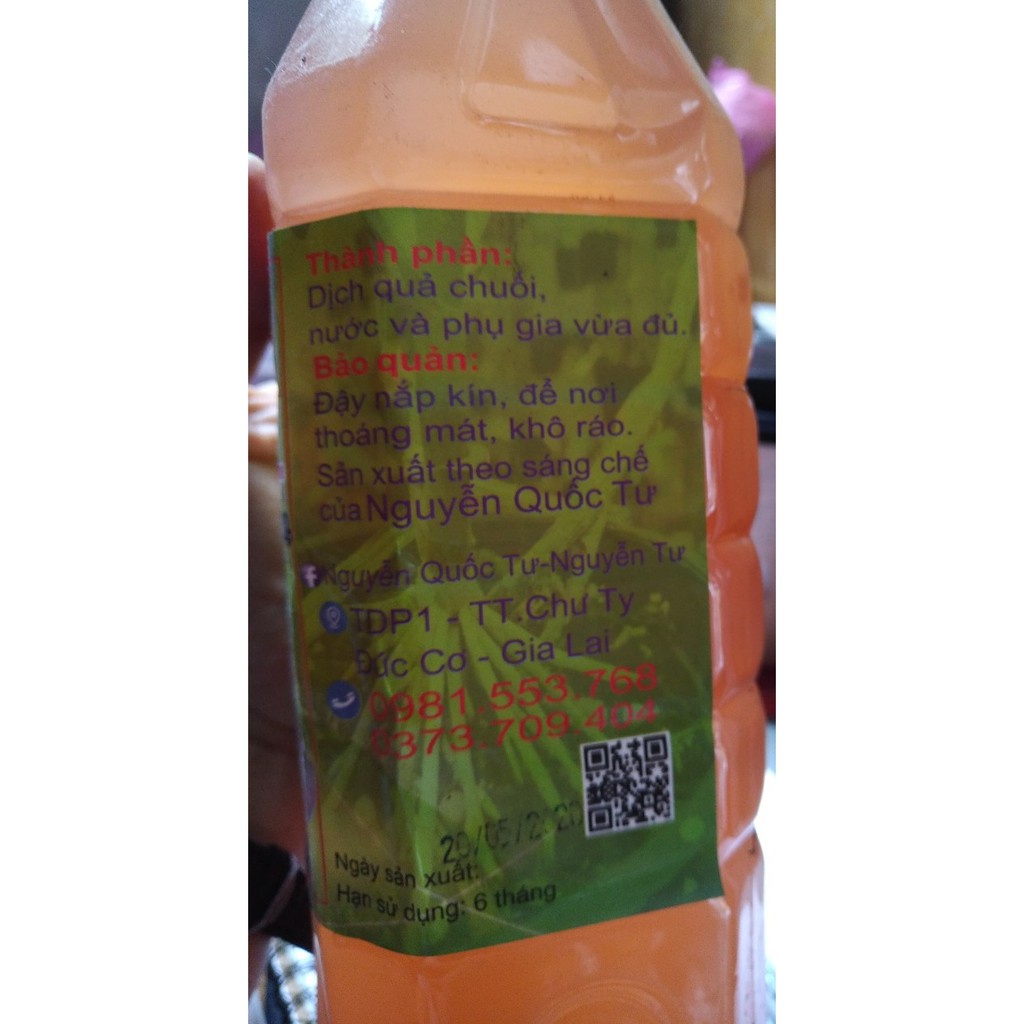 Thành phần:
Dịch quả chuối,
nước và phụ gia vừa đủ.
Bảo quản:
Đậy nắp kín, để nơi
thoáng mát, khô ráo.
Sản xuất theo sáng chế
của Nguyễn Quốc Tư
Nguyễn Quốc Tư-Nguyễn Tư
TDP1 - TT.Chư Ty
Đức Cơ - Gia Lai
0981.553.768
0373.709.404
20/05/2020
Ngày sản xuất:
Hạn sử dụng: 6 tháng